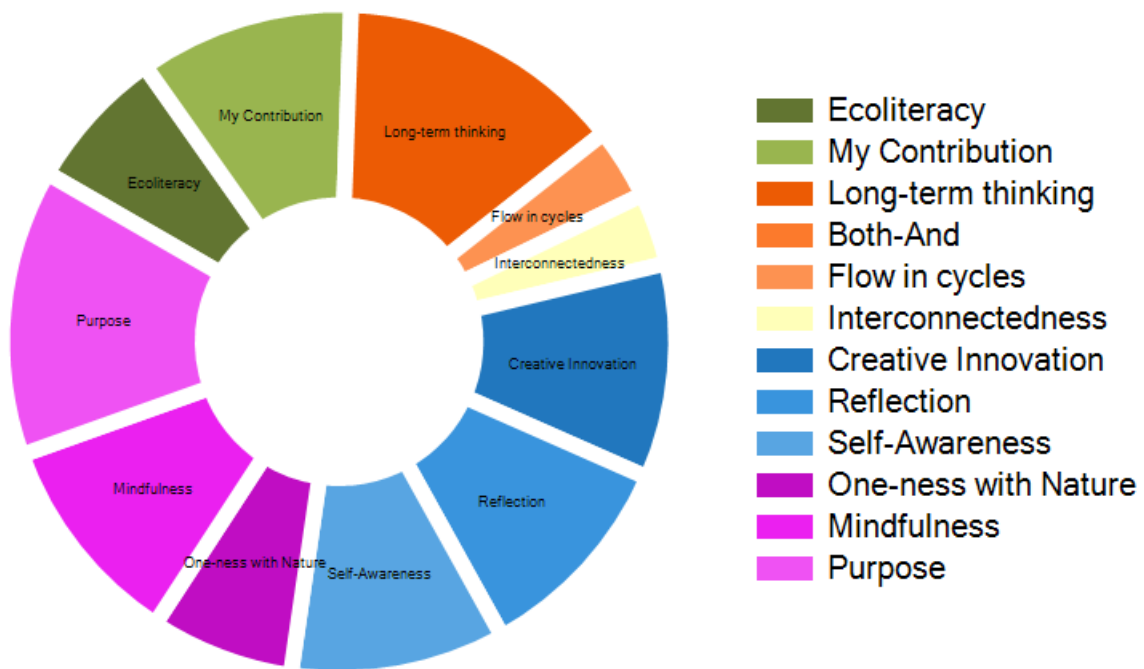 My Contribution
Long-term thinking
Ecoliteracy
Flow in cycles
Interconnectedness
Purpose
Creative Innovation
Mindfulness
Reflection
One-ness with Nature
Self-Awareness
Ecoliteracy
My Contribution
Long-term thinking
Both-And
Flow in cycles
Interconnectedness
Creative Innovation
Reflection
Self-Awareness
One-ness with Nature
Mindfulness
Purpose